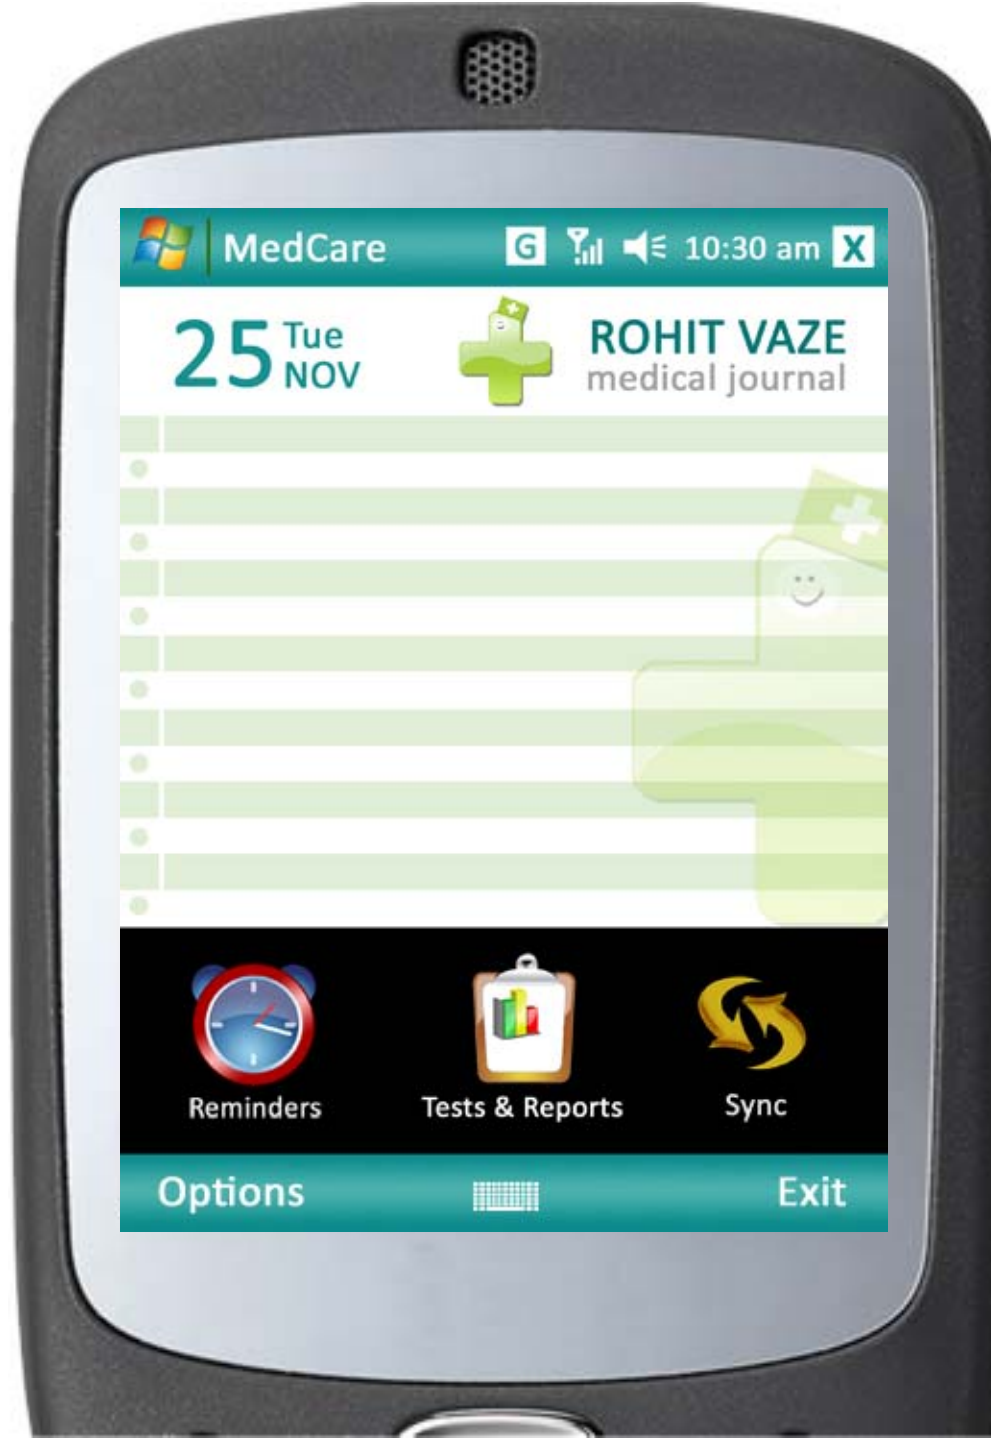 MedCare G 10:30 am X
25 Tue NOV
ROHIT VAZE
medical journal
Reminders Tests & Reports Sync
Options Exit